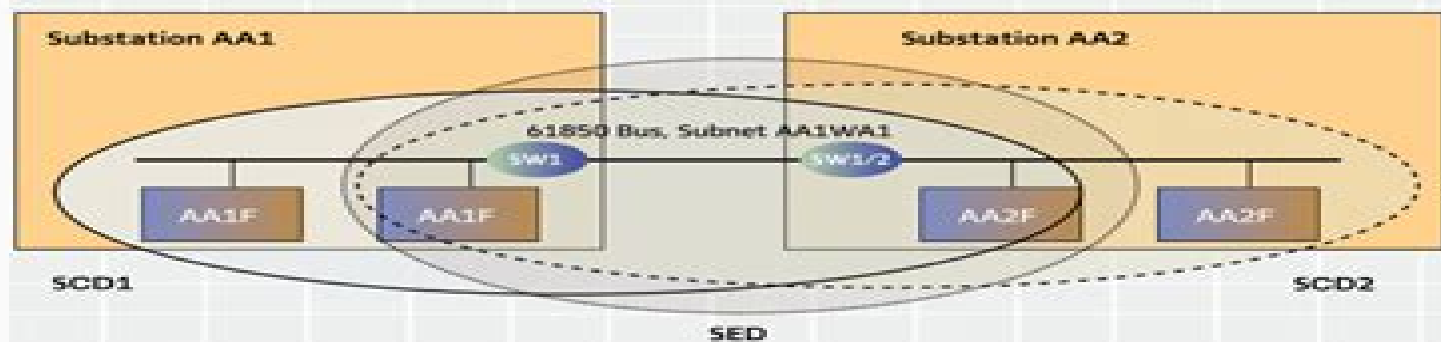 Substation AA1
Substation AA2
61850 Bus, Subnet AA1WA1
SW1
SW1/2
AA1F
AA1F
AA2F
AA2F
SCD1
SCD2
SED